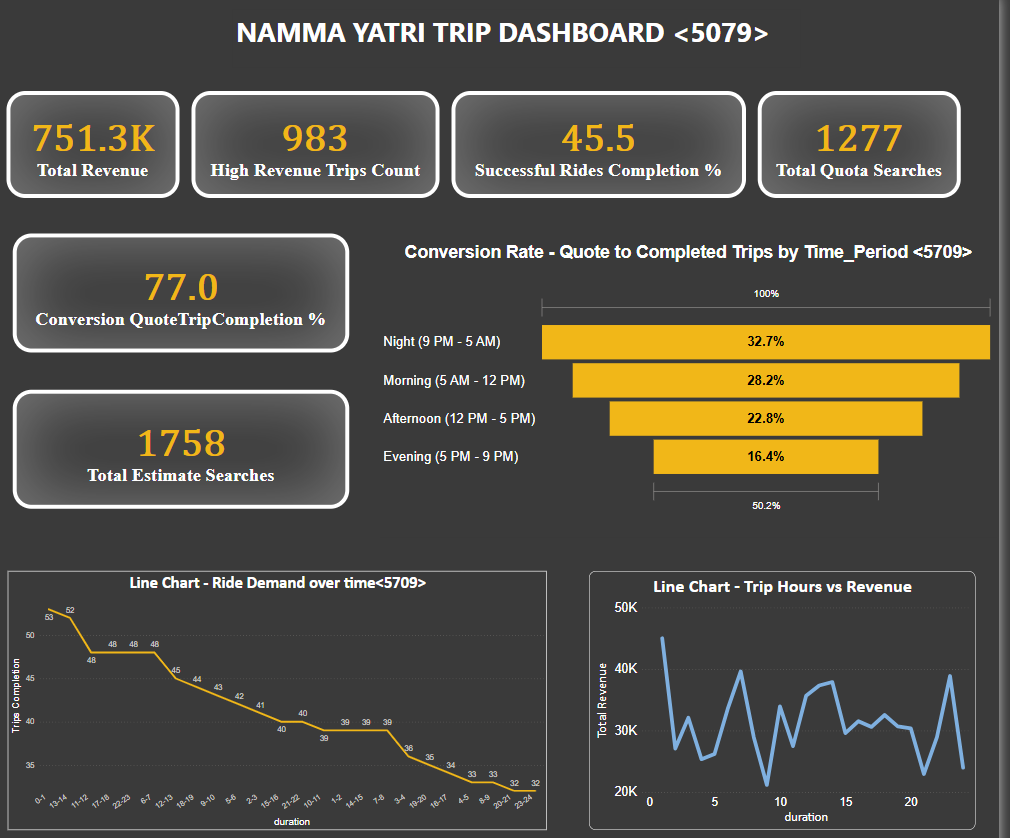 NAMMA YATRI TRIP DASHBOARD <5079>
751.3K
Total Revenue
983
High Revenue Trips Count
45.5
Successful Rides Completion %
1277
Total Quota Searches
77.0
Conversion QuoteTripCompletion %
1758
Total Estimate Searches
Conversion Rate - Quote to Completed Trips by Time_Period <5709>
100%
Night (9 PM - 5 AM) 32.7%
Morning (5 AM - 12 PM) 28.2%
Afternoon (12 PM - 5 PM) 22.8%
Evening (5 PM - 9 PM) 16.4%
50.2%
Line Chart - Ride Demand over time<5709>
Trips Completion
50
45
40
35
53 52 48 48 48 48 45 44 43 42 41 40 40 39 39 39 39 36 35 34 33 33 32 32
0-1 13-14 11-12 17-18 22-23 6-7 12-13 18-19 9-10 5-6 2-3 15-16 21-22 10-11 1-2 14-15 7-8 3-4 19-20 16-17 4-5 8-9 20-21 23-24
duration
Line Chart - Trip Hours vs Revenue
Total Revenue
50K
40K
30K
20K
0 5 10 15 20
duration